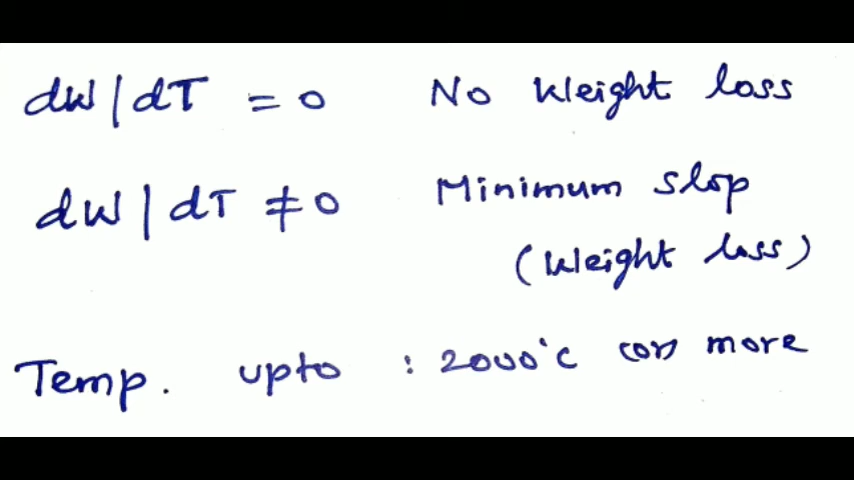 dW/dT = 0 No Weight loss
dW/dT ≠ 0 Minimum slop
(Weight loss)
Temp. upto : 2000°C (or) more